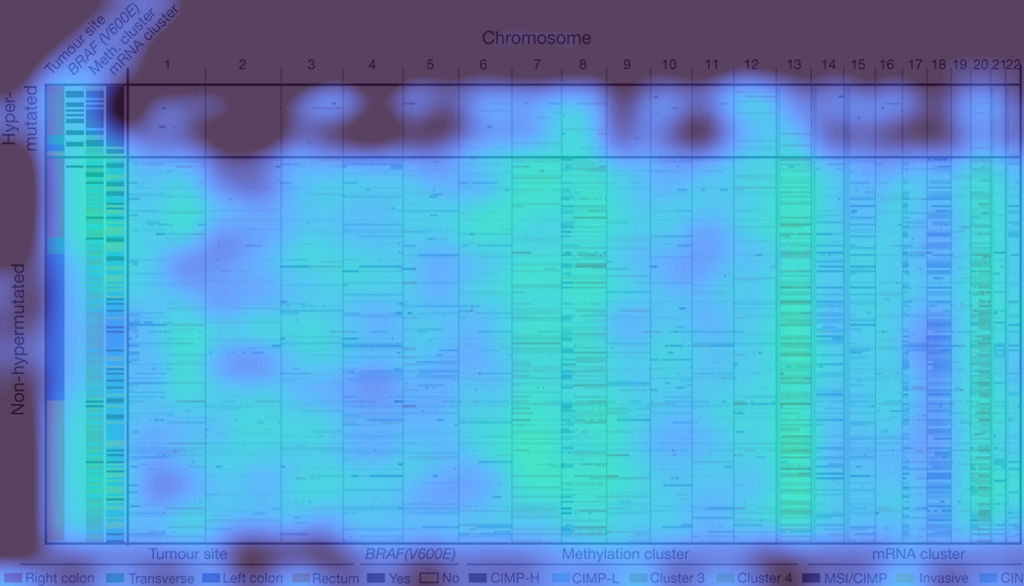 Tumour site
BRAF (V600E)
Meth. cluster
mRNA cluster
Chromosome
1 2 3 4 5 6 7 8 9 10 11 12 13 14 15 16 17 18 19 20 21 22
Hyper-
mutated
Non-hypermutated
Tumour site BRAF(V600E) Methylation cluster mRNA cluster
Right colon Transverse Left colon Rectum Yes No CIMP-H CIMP-L Cluster 3 Cluster 4 MSI/CIMP Invasive CIN